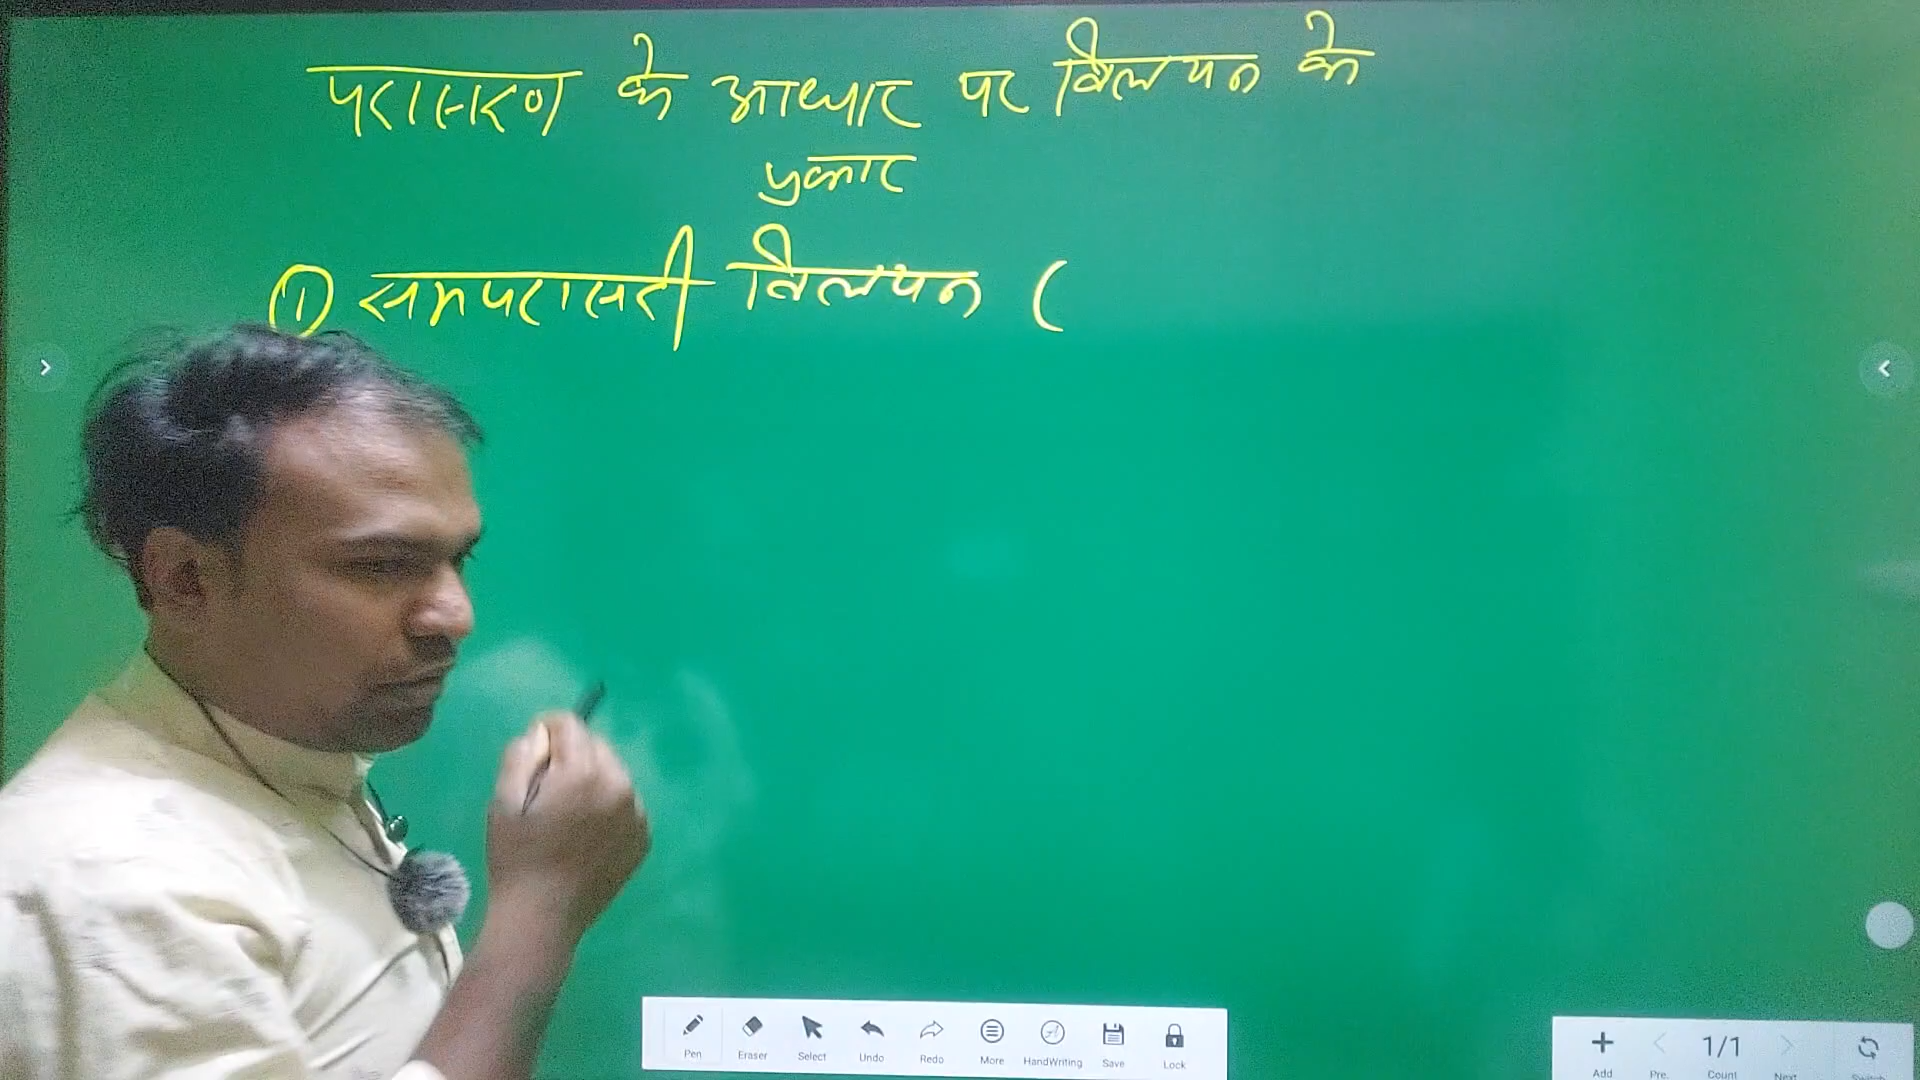 परासरण के आधार पर विलयन के
प्रकार
① समपरासरी विलयन (
Pen Eraser Select Undo Redo More HandWriting Save Lock
Add Pre. 1/1 Count Next